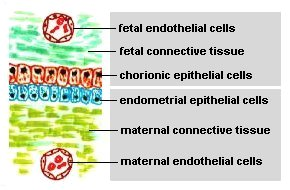 fetal endothelial cells
fetal connective tissue
chorionic epithelial cells
endometrial epithelial cells
maternal connective tissue
maternal endothelial cells